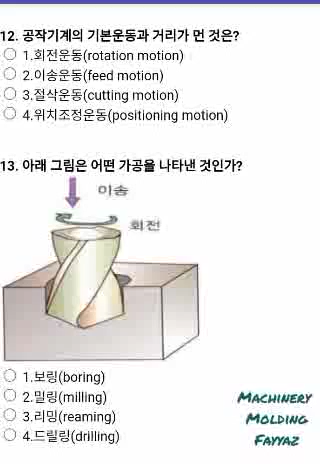 12. 공작기계의 기본운동과 거리가 먼 것은?
1.회전운동(rotation motion)
2.이송운동(feed motion)
3.절삭운동(cutting motion)
4.위치조정운동(positioning motion)
13. 아래 그림은 어떤 가공을 나타낸 것인가?
이송
회전
1.보링(boring)
2.밀링(milling)
3.리밍(reaming)
4.드릴링(drilling)
MACHINERY
MOLDING
FAYYAZ